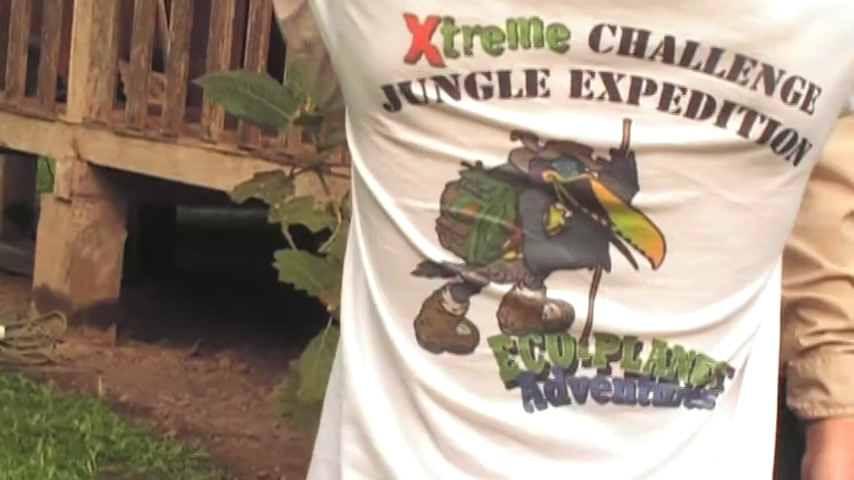 Xtreme CHALLENGE
JUNGLE EXPEDITION
ECO-PLANET
Adventures